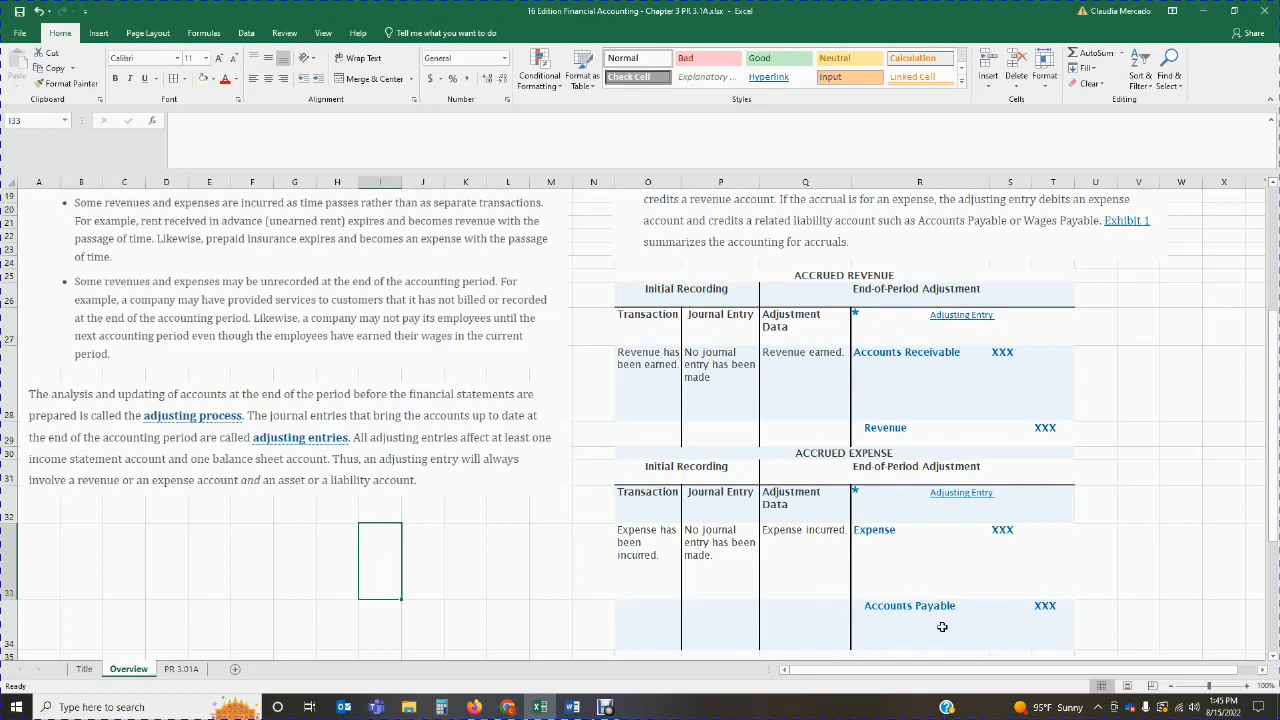 16 Edition Financial Accounting - Chapter 3 PR 3.1A.xlsx - Excel
Claudia Mercado
File Home Insert Page Layout Formulas Data Review View Help Tell me what you want to do
Share
Paste
Cut
Copy
Format Painter
Clipboard
Calibri 11
B I U
Font
Wrap Text
Merge & Center
Alignment
General
$ % ,
Number
Conditional Formatting
Format as Table
Normal Bad Good Neutral Calculation
Check Cell Explanatory ... Hyperlink Input Linked Cell
Styles
Insert Delete Format
Cells
AutoSum
Fill
Clear
Sort & Filter
Find & Select
Editing
I33
fx
A B C D E F G H I J K L M N O P Q R S T U V W X
19
20
21
22
23
24
25
26
27
28
29
30
31
32
33
34
35
• Some revenues and expenses are incurred as time passes rather than as separate transactions.
For example, rent received in advance (unearned rent) expires and becomes revenue with the
passage of time. Likewise, prepaid insurance expires and becomes an expense with the passage
of time.
• Some revenues and expenses may be unrecorded at the end of the accounting period. For
example, a company may have provided services to customers that it has not billed or recorded
at the end of the accounting period. Likewise, a company may not pay its employees until the
next accounting period even though the employees have earned their wages in the current
period.
The analysis and updating of accounts at the end of the period before the financial statements are
prepared is called the adjusting process. The journal entries that bring the accounts up to date at
the end of the accounting period are called adjusting entries. All adjusting entries affect at least one
income statement account and one balance sheet account. Thus, an adjusting entry will always
involve a revenue or an expense account and an asset or a liability account.
credits a revenue account. If the accrual is for an expense, the adjusting entry debits an expense
account and credits a related liability account such as Accounts Payable or Wages Payable. Exhibit 1
summarizes the accounting for accruals.
ACCRUED REVENUE
Initial Recording End-of-Period Adjustment
Transaction Journal Entry Adjustment Data * Adjusting Entry
Revenue has been earned. No journal entry has been made Revenue earned. Accounts Receivable XXX
Revenue XXX
ACCRUED EXPENSE
Initial Recording End-of-Period Adjustment
Transaction Journal Entry Adjustment Data * Adjusting Entry
Expense has been incurred. No journal entry has been made. Expense incurred. Expense XXX
Accounts Payable XXX
Title Overview PR 3.01A
Ready
100%
Type here to search
95°F Sunny
1:45 PM
8/15/2022